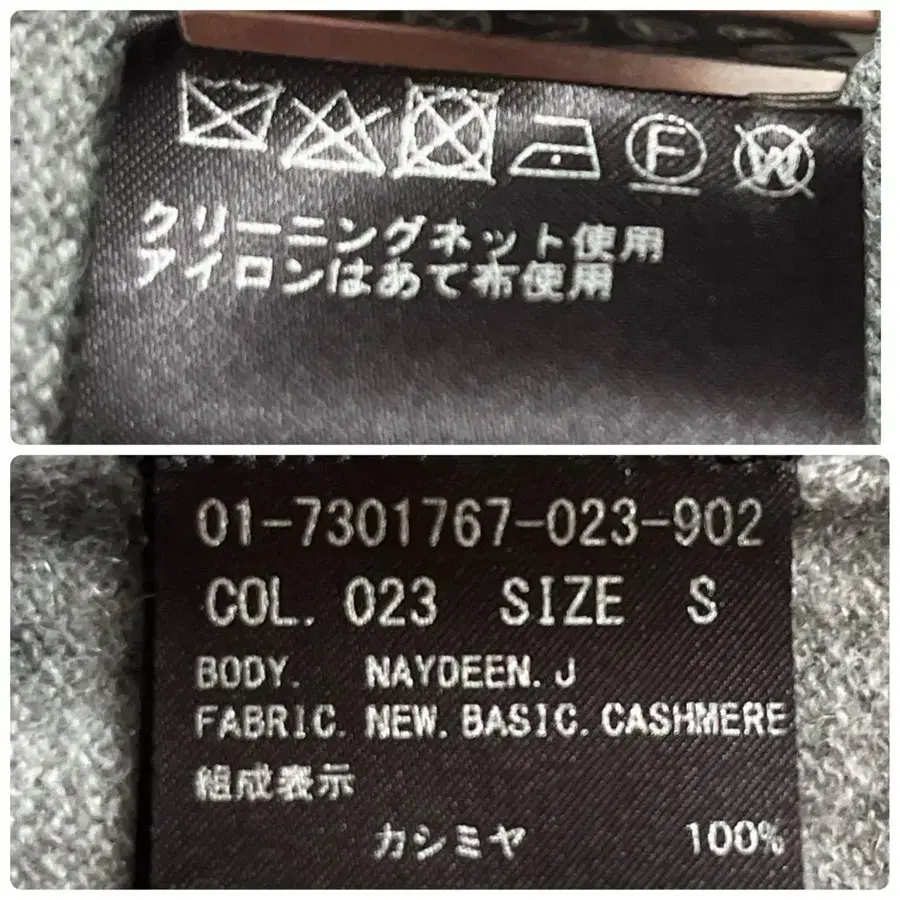 F W
クリーニングネット使用
アイロンはあて布使用
01-7301767-023-902
COL. 023 SIZE S
BODY. NAYDEEN. J
FABRIC. NEW. BASIC. CASHMERE
組成表示
カシミヤ 100%